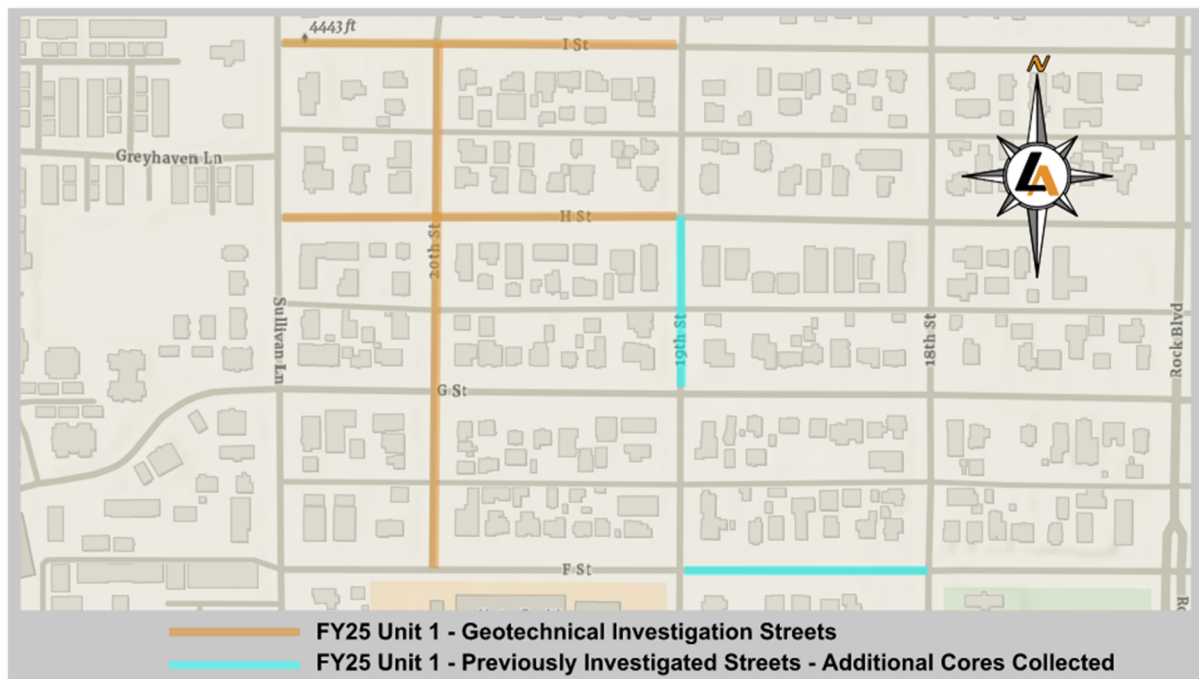 4443 ft
I St
N
Greyhaven Ln
LA
H St
20th St
Sullivan Ln
19th St
18th St
Rock Blvd
G St
F St
FY25 Unit 1 - Geotechnical Investigation Streets
FY25 Unit 1 - Previously Investigated Streets - Additional Cores Collected